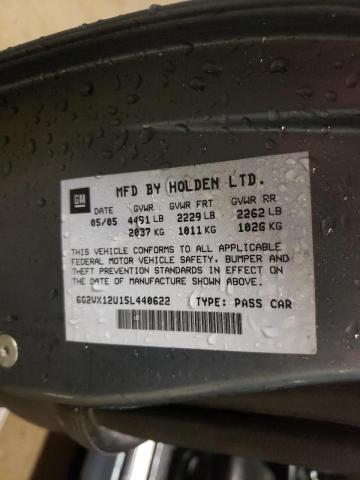 GM
MFD BY HOLDEN LTD.
DATE GVWR GVWR FRT GVWR RR
05/05 4491 LB 2229 LB 2262 LB
2037 KG 1011 KG 1026 KG
THIS VEHICLE CONFORMS TO ALL APPLICABLE
FEDERAL MOTOR VEHICLE SAFETY, BUMPER AND
THEFT PREVENTION STANDARDS IN EFFECT ON
THE DATE OF MANUFACTURE SHOWN ABOVE.
6G2VX12U15L440622 TYPE: PASS CAR